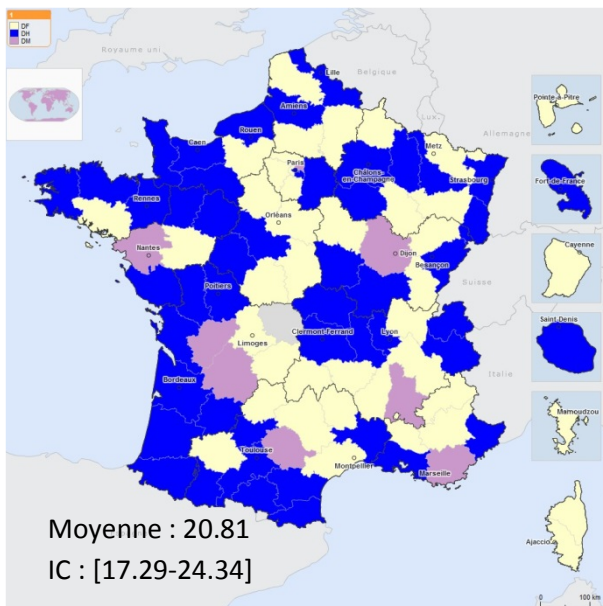 1
DF
DH
DM
Royaume uni
Belgique
Lille
Amiens
Lux.
Pointe-à-Pitre
Allemagne
Rouen
Caen
Metz
Paris
Châlons-
en-Champagne
Strasbourg
Fort-de-France
Rennes
Orléans
Nantes
Dijon
Besançon
Cayenne
Poitiers
Suisse
Saint-Denis
Limoges
Clermont-Ferrand
Lyon
Italie
Bordeaux
Mamoudzou
Toulouse
Montpellier
Marseille
Ajaccio
Moyenne : 20.81
IC : [17.29-24.34]
0 100 km